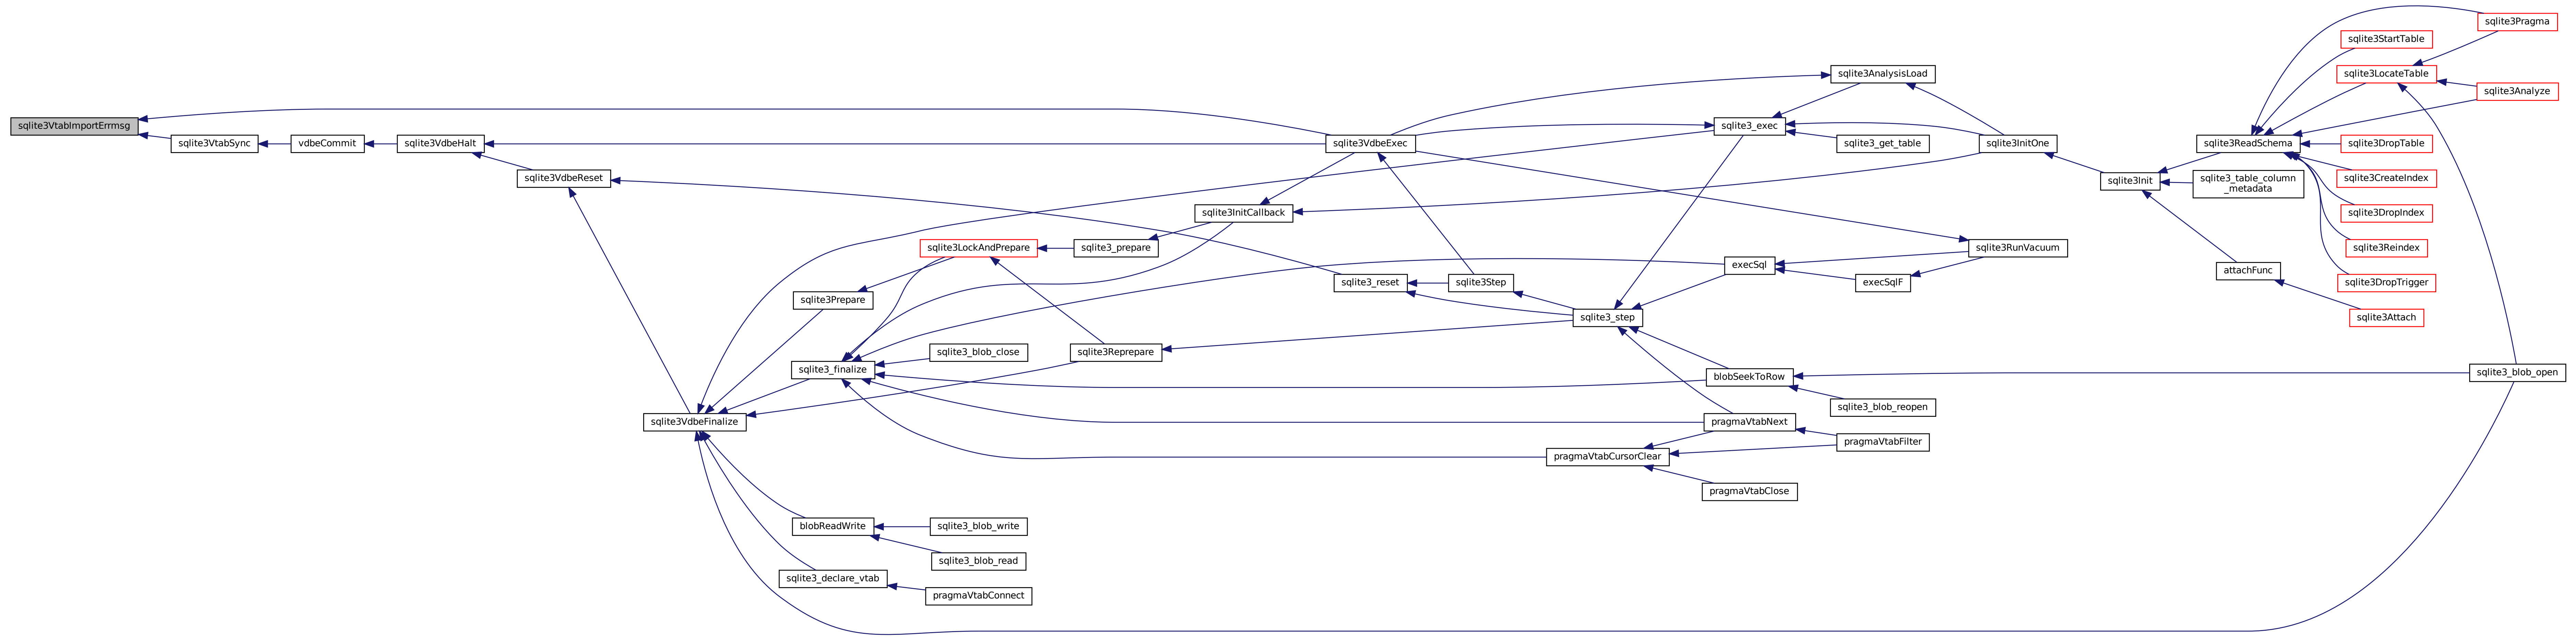 sqlite3VtabImportErrmsg
sqlite3VtabSync
vdbeCommit
sqlite3VdbeHalt
sqlite3VdbeReset
sqlite3VdbeFinalize
sqlite3LockAndPrepare
sqlite3Prepare
sqlite3_finalize
blobReadWrite
sqlite3_declare_vtab
sqlite3_blob_close
sqlite3_blob_write
sqlite3_blob_read
pragmaVtabConnect
sqlite3_prepare
sqlite3Reprepare
sqlite3InitCallback
sqlite3VdbeExec
sqlite3_reset
sqlite3Step
sqlite3_step
pragmaVtabCursorClear
sqlite3_exec
execSql
blobSeekToRow
pragmaVtabNext
pragmaVtabClose
sqlite3AnalysisLoad
sqlite3_get_table
execSqlF
sqlite3_blob_reopen
pragmaVtabFilter
sqlite3InitOne
sqlite3RunVacuum
sqlite3Init
sqlite3ReadSchema
sqlite3_table_column
_metadata
attachFunc
sqlite3StartTable
sqlite3LocateTable
sqlite3DropTable
sqlite3CreateIndex
sqlite3DropIndex
sqlite3Reindex
sqlite3DropTrigger
sqlite3Attach
sqlite3Pragma
sqlite3Analyze
sqlite3_blob_open